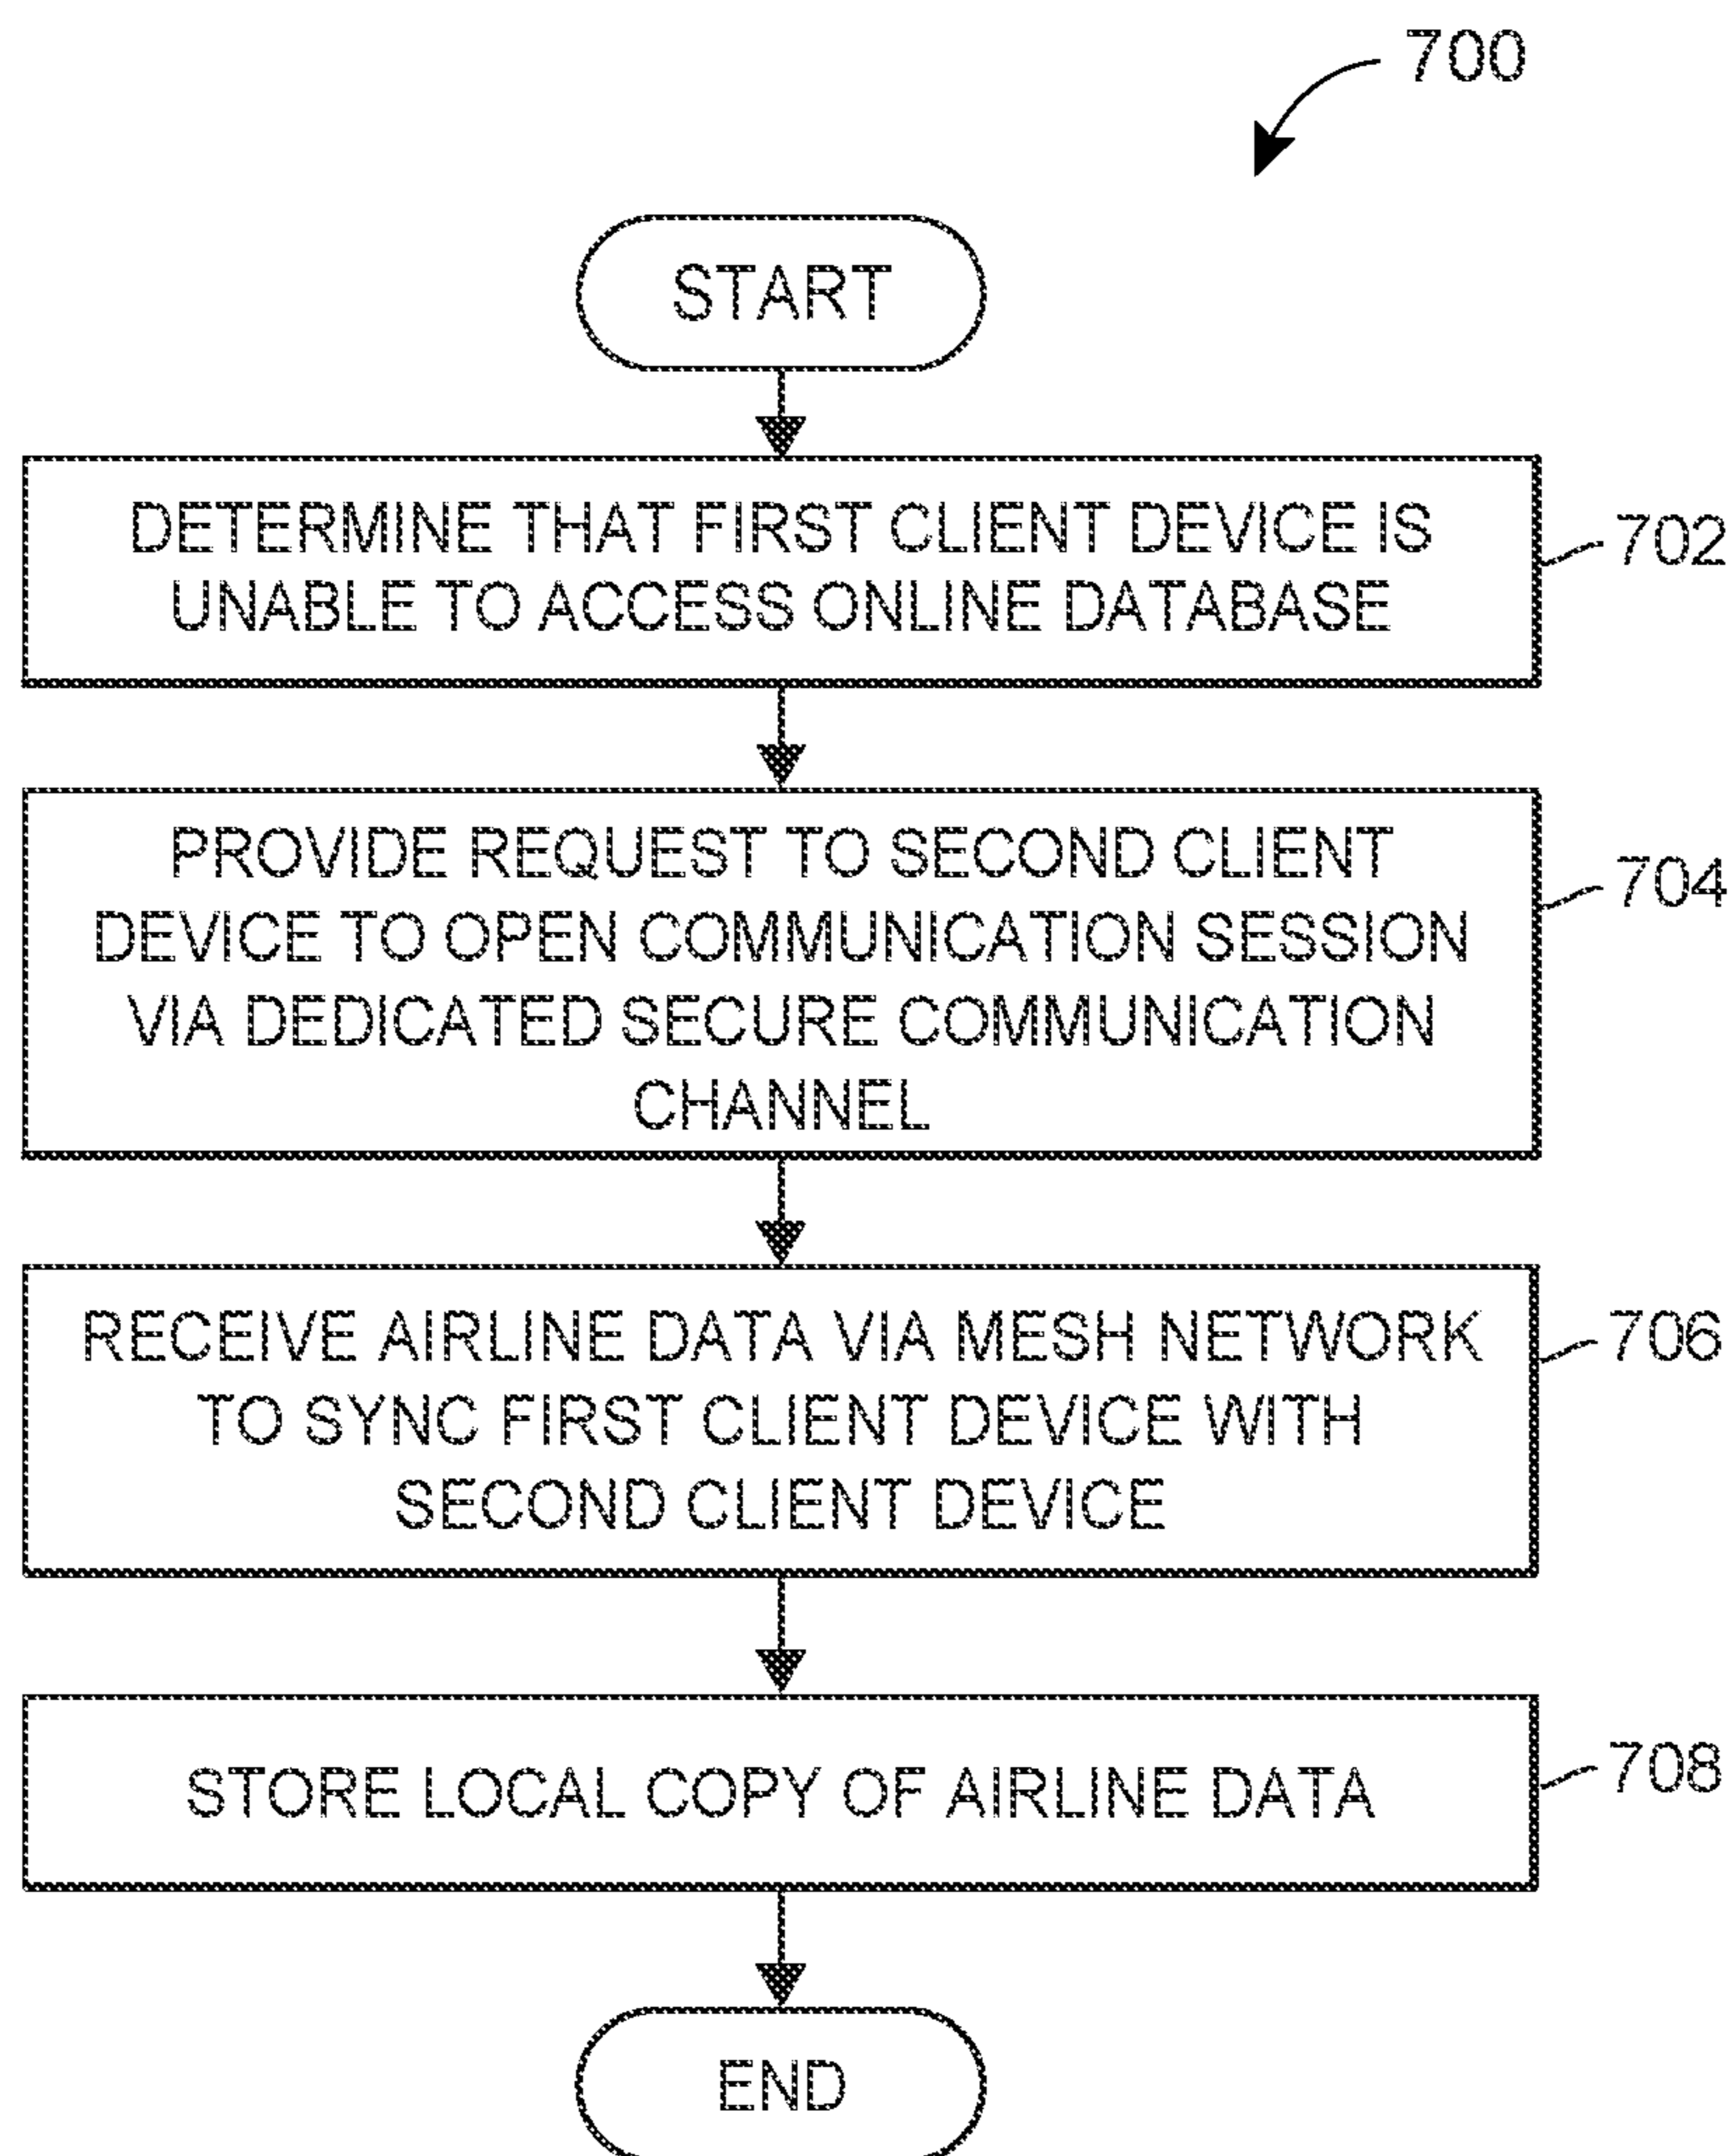 700
START
DETERMINE THAT FIRST CLIENT DEVICE IS
UNABLE TO ACCESS ONLINE DATABASE
702
PROVIDE REQUEST TO SECOND CLIENT
DEVICE TO OPEN COMMUNICATION SESSION
VIA DEDICATED SECURE COMMUNICATION
CHANNEL
704
RECEIVE AIRLINE DATA VIA MESH NETWORK
TO SYNC FIRST CLIENT DEVICE WITH
SECOND CLIENT DEVICE
706
STORE LOCAL COPY OF AIRLINE DATA
708
END